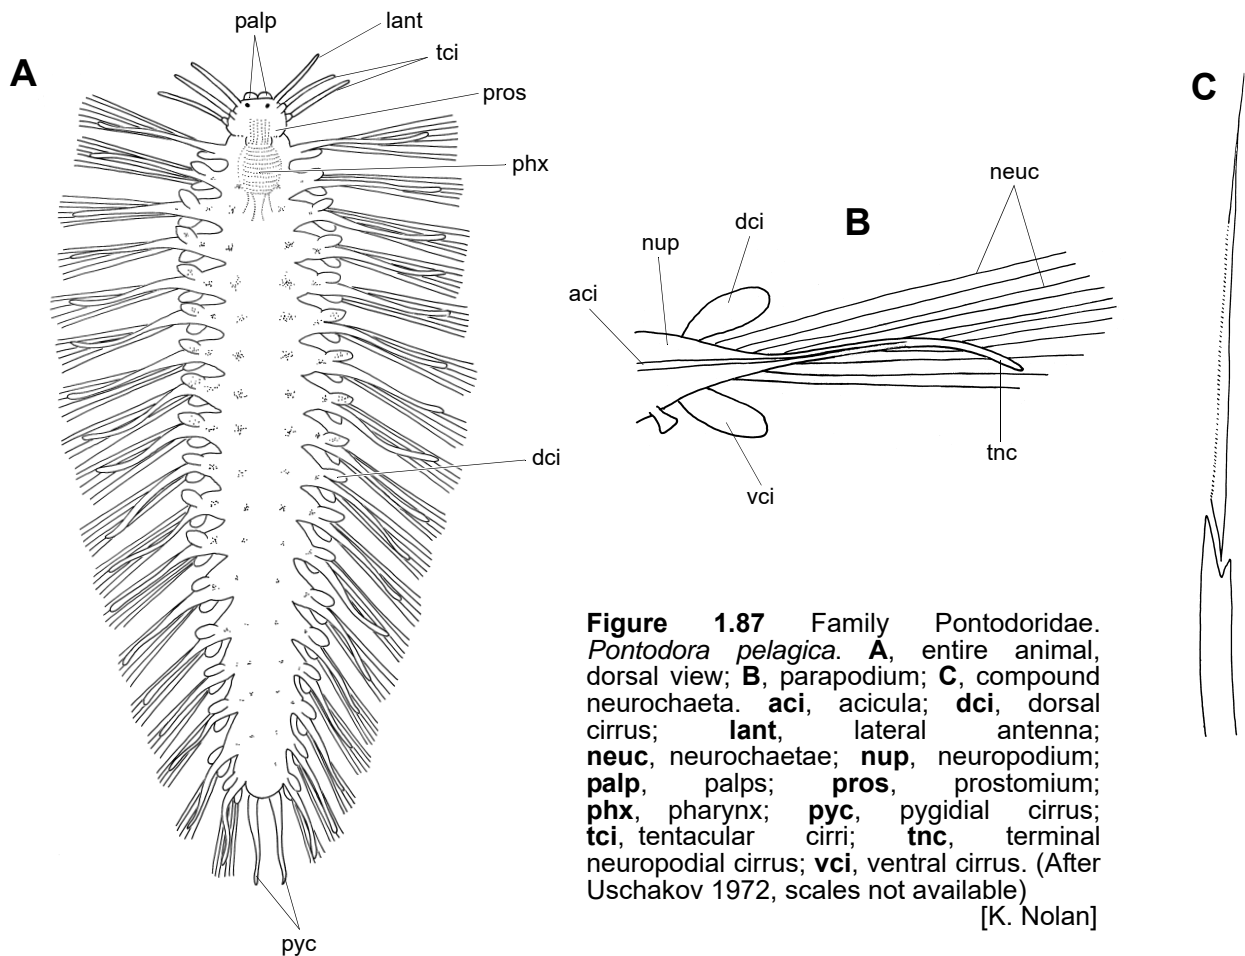 palp
lant
tci
A
pros
phx
dci
pyc
B
neuc
dci
nup
aci
tnc
vci
C
Figure 1.87 Family Pontodoridae.
Pontodora pelagica. A, entire animal,
dorsal view; B, parapodium; C, compound
neurochaeta. aci, acicula; dci, dorsal
cirrus; lant, lateral antenna;
neuc, neurochaetae; nup, neuropodium;
palp, palps; pros, prostomium;
phx, pharynx; pyc, pygidial cirrus;
tci, tentacular cirri; tnc, terminal
neuropodial cirrus; vci, ventral cirrus. (After
Uschakov 1972, scales not available)
[K. Nolan]